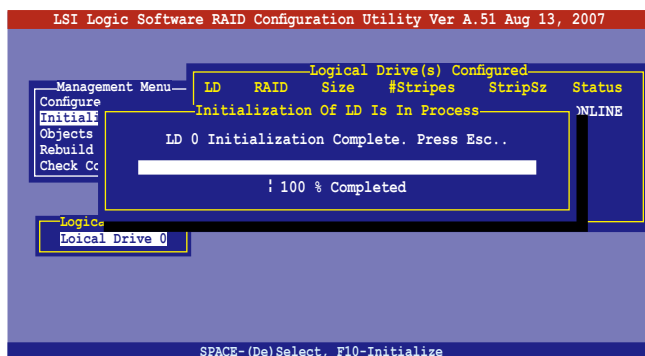 LSI Logic Software RAID Configuration Utility Ver A.51 Aug 13, 2007
Logical Drive(s) Configured
LD RAID Size #Stripes StripSz Status
ONLINE
Management Menu
Configure
Initiali
Objects
Rebuild
Check Co
Initialization Of LD Is In Process
LD 0 Initialization Complete. Press Esc..
¦ 100 % Completed
Logica
Loical Drive 0
SPACE-(De)Select, F10-Initialize